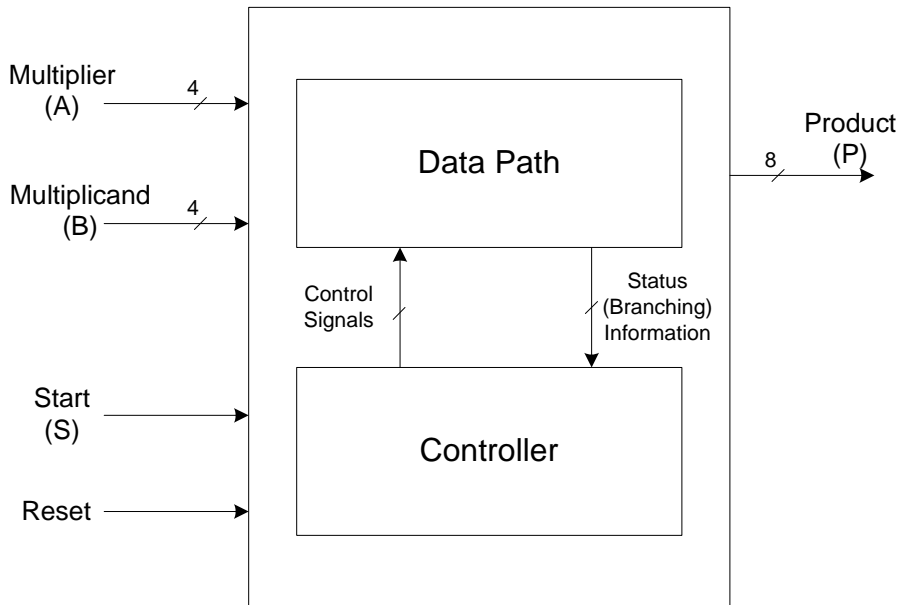 Multiplier
(A)
4
Multiplicand
(B)
4
Data Path
8
Product
(P)
Control
Signals
Status
(Branching)
Information
Start
(S)
Controller
Reset